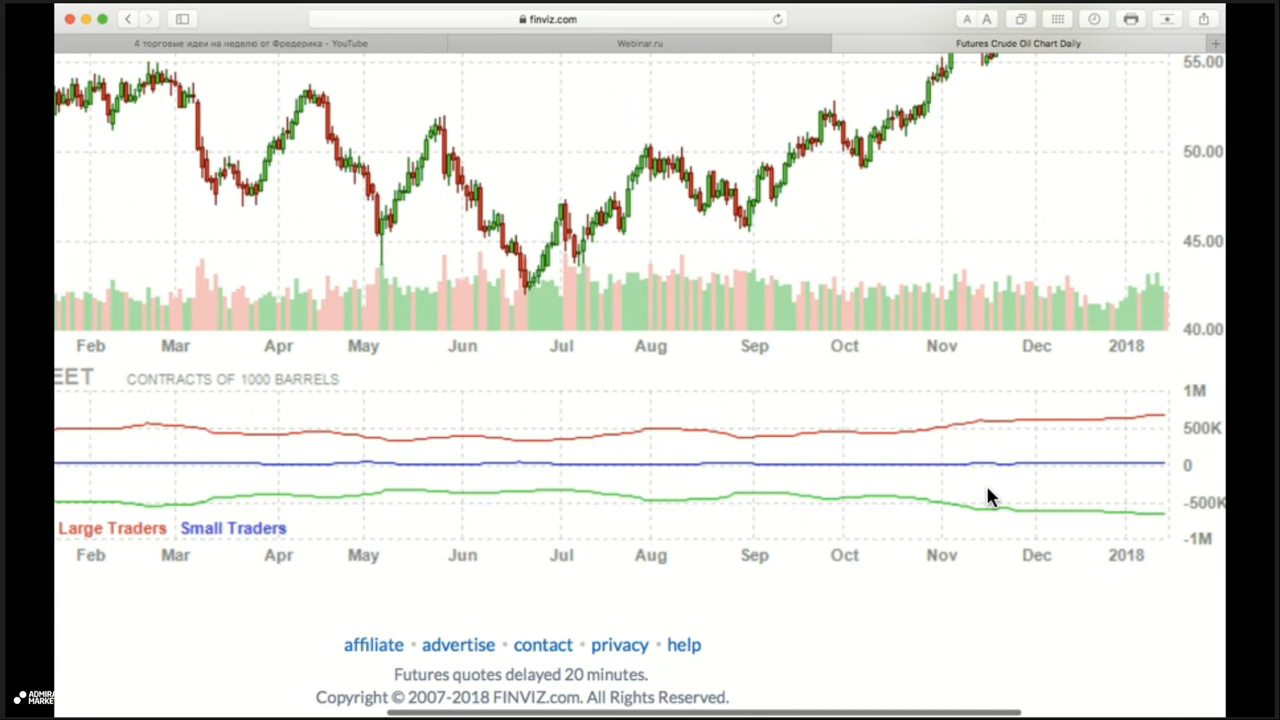 finviz.com
A A
4 торговые идеи на неделю от Фредерика - YouTube
Webinar.ru
Futures Crude Oil Chart Daily
55.00
50.00
45.00
40.00
Feb Mar Apr May Jun Jul Aug Sep Oct Nov Dec 2018
EET CONTRACTS OF 1000 BARRELS
1M
500K
0
-500K
-1M
Large Traders Small Traders
Feb Mar Apr May Jun Jul Aug Sep Oct Nov Dec 2018
affiliate • advertise • contact • privacy • help
Futures quotes delayed 20 minutes.
Copyright © 2007-2018 FINVIZ.com. All Rights Reserved.
ADMIRA
MARKE